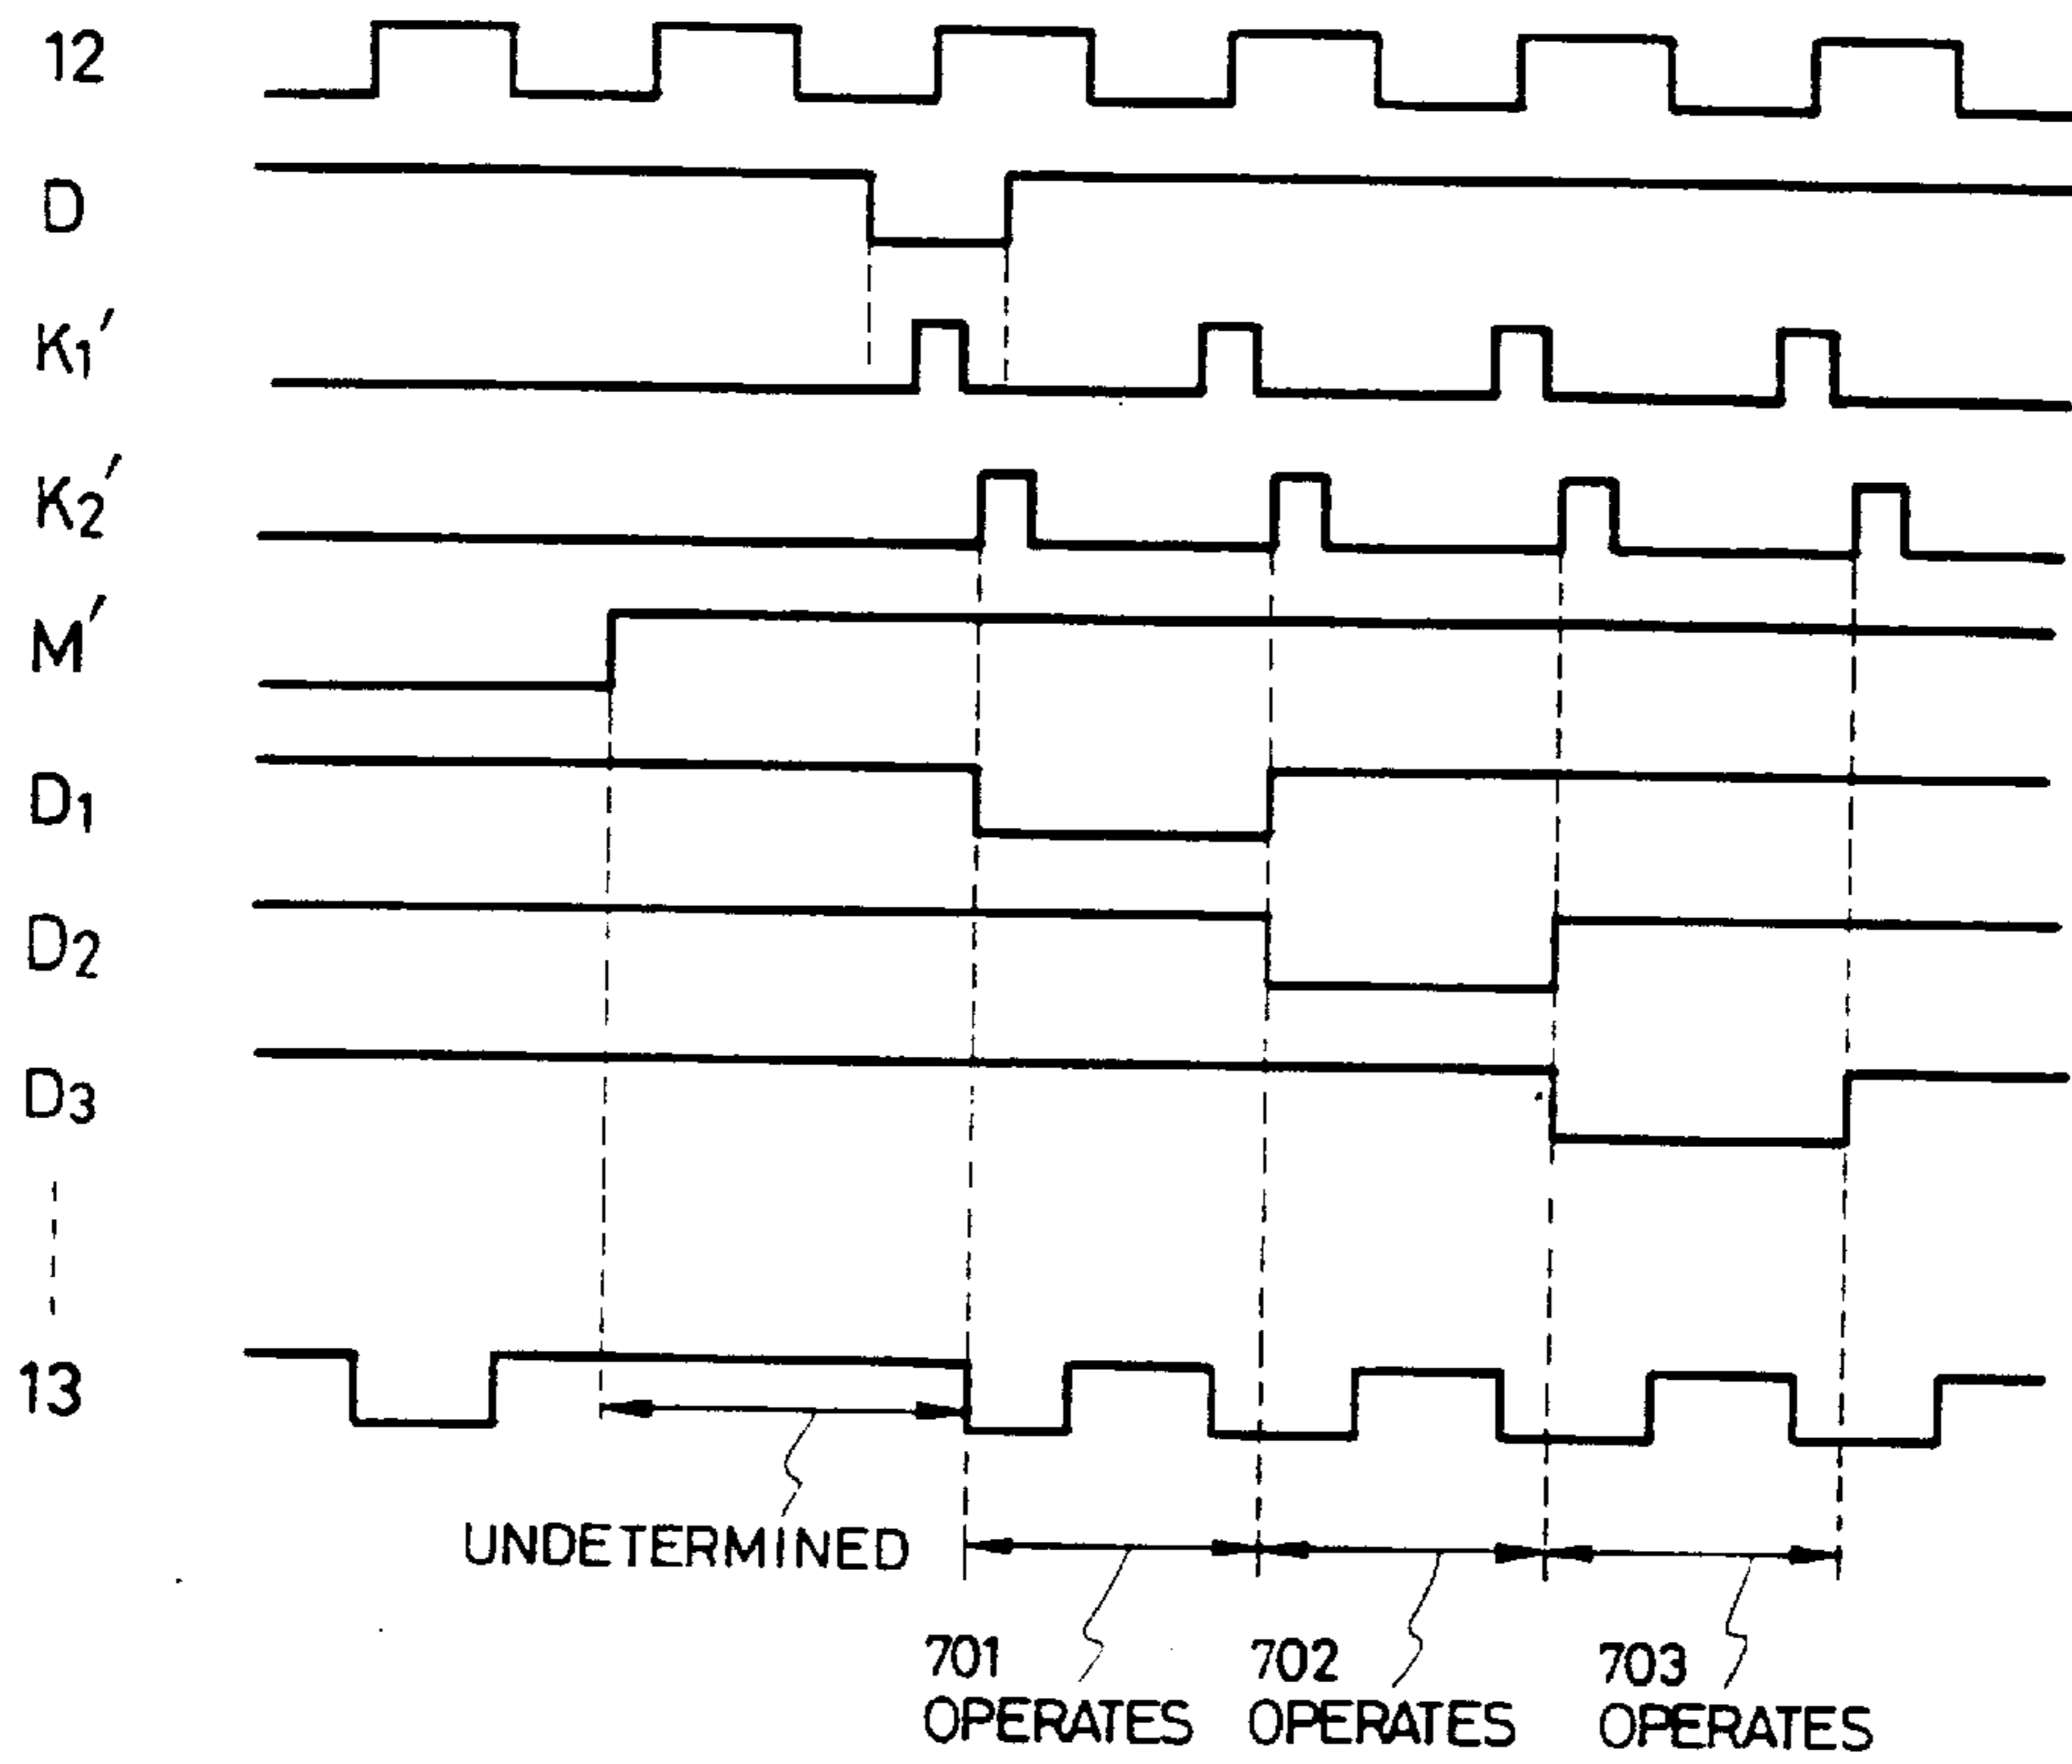 12
D
K1′
K2′
M′
D1
D2
D3
13
UNDETERMINED
701 OPERATES
702 OPERATES
703 OPERATES